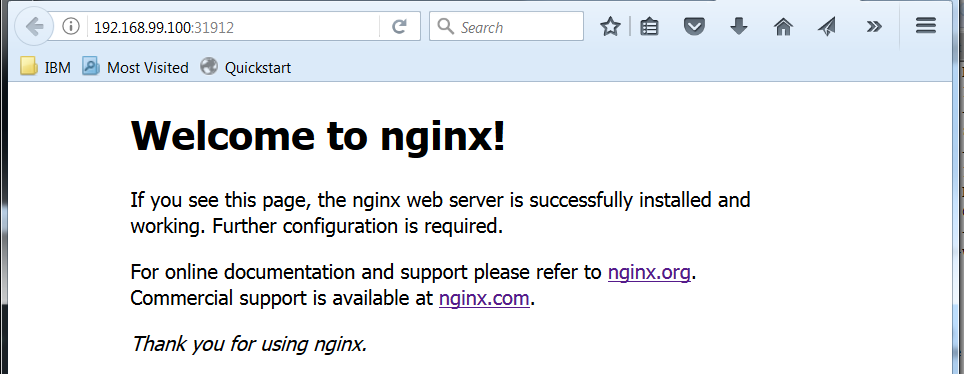 192.168.99.100:31912
Search
IBM Most Visited Quickstart
Welcome to nginx!
If you see this page, the nginx web server is successfully installed and
working. Further configuration is required.
For online documentation and support please refer to nginx.org.
Commercial support is available at nginx.com.
Thank you for using nginx.